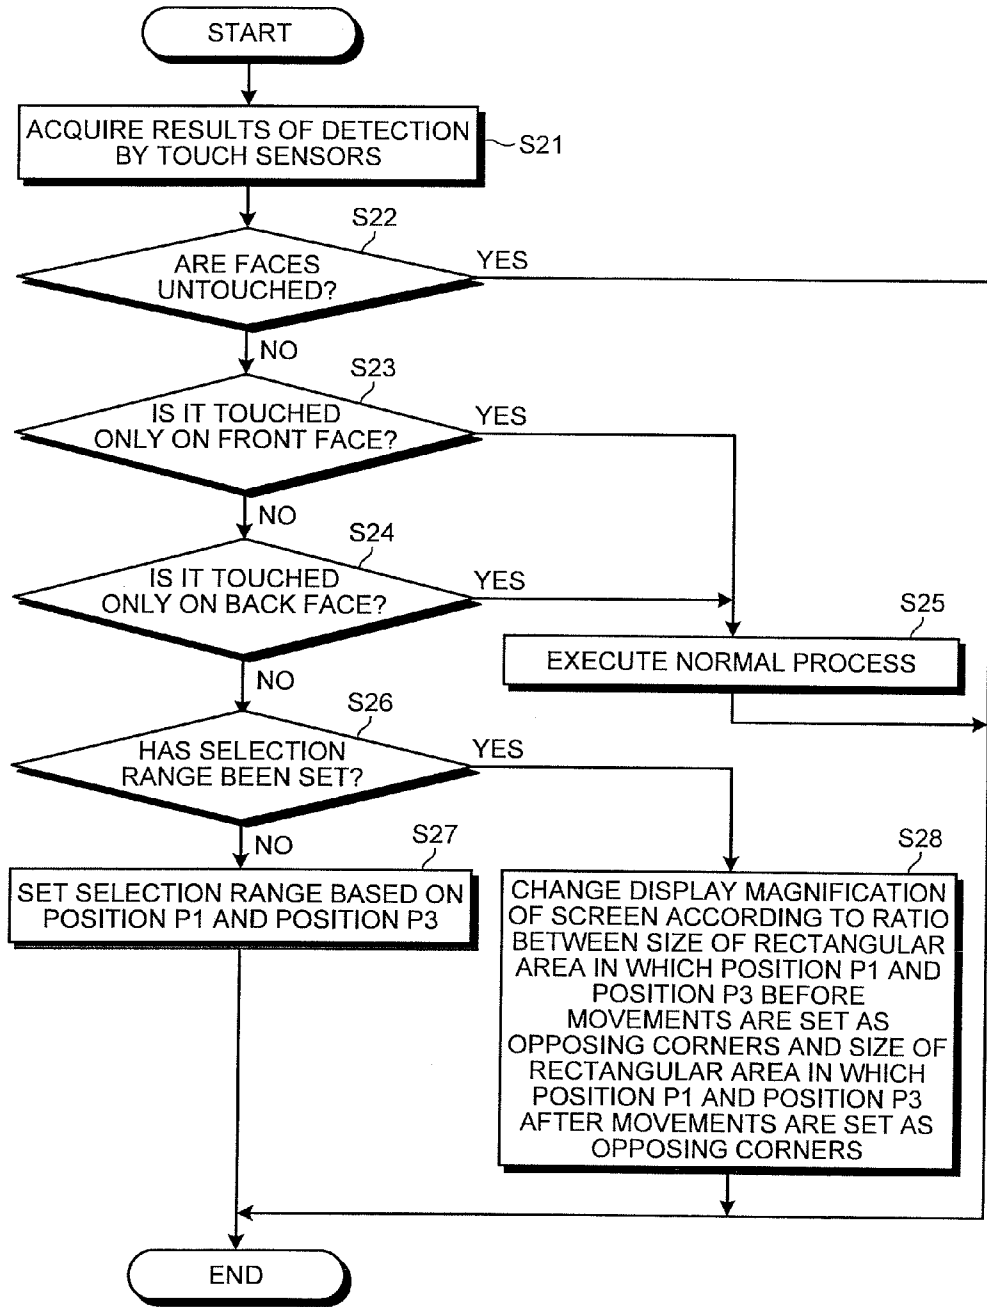 START
ACQUIRE RESULTS OF DETECTION
BY TOUCH SENSORS
S21
S22
ARE FACES
UNTOUCHED?
YES
NO
S23
IS IT TOUCHED
ONLY ON FRONT FACE?
YES
NO
S24
IS IT TOUCHED
ONLY ON BACK FACE?
YES
NO
S25
EXECUTE NORMAL PROCESS
S26
HAS SELECTION
RANGE BEEN SET?
YES
NO
S27
SET SELECTION RANGE BASED ON
POSITION P1 AND POSITION P3
S28
CHANGE DISPLAY MAGNIFICATION
OF SCREEN ACCORDING TO RATIO
BETWEEN SIZE OF RECTANGULAR
AREA IN WHICH POSITION P1 AND
POSITION P3 BEFORE
MOVEMENTS ARE SET AS
OPPOSING CORNERS AND SIZE OF
RECTANGULAR AREA IN WHICH
POSITION P1 AND POSITION P3
AFTER MOVEMENTS ARE SET AS
OPPOSING CORNERS
END